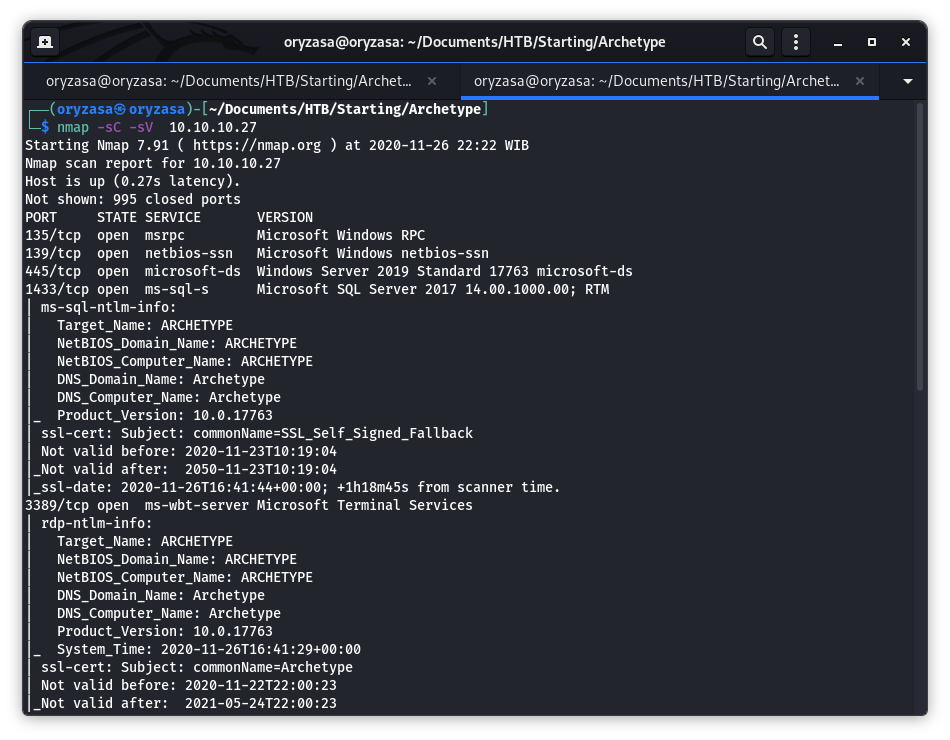 oryzasa@oryzasa: ~/Documents/HTB/Starting/Archetype
oryzasa@oryzasa: ~/Documents/HTB/Starting/Archet...
oryzasa@oryzasa: ~/Documents/HTB/Starting/Archet...
┌──(oryzasa㉿oryzasa)-[~/Documents/HTB/Starting/Archetype]
└─$ nmap -sC -sV  10.10.10.27
Starting Nmap 7.91 ( https://nmap.org ) at 2020-11-26 22:22 WIB
Nmap scan report for 10.10.10.27
Host is up (0.27s latency).
Not shown: 995 closed ports
PORT     STATE SERVICE       VERSION
135/tcp  open  msrpc         Microsoft Windows RPC
139/tcp  open  netbios-ssn   Microsoft Windows netbios-ssn
445/tcp  open  microsoft-ds  Windows Server 2019 Standard 17763 microsoft-ds
1433/tcp open  ms-sql-s      Microsoft SQL Server 2017 14.00.1000.00; RTM
| ms-sql-ntlm-info:
|   Target_Name: ARCHETYPE
|   NetBIOS_Domain_Name: ARCHETYPE
|   NetBIOS_Computer_Name: ARCHETYPE
|   DNS_Domain_Name: Archetype
|   DNS_Computer_Name: Archetype
|_  Product_Version: 10.0.17763
| ssl-cert: Subject: commonName=SSL_Self_Signed_Fallback
| Not valid before: 2020-11-23T10:19:04
|_Not valid after:  2050-11-23T10:19:04
|_ssl-date: 2020-11-26T16:41:44+00:00; +1h18m45s from scanner time.
3389/tcp open  ms-wbt-server Microsoft Terminal Services
| rdp-ntlm-info:
|   Target_Name: ARCHETYPE
|   NetBIOS_Domain_Name: ARCHETYPE
|   NetBIOS_Computer_Name: ARCHETYPE
|   DNS_Domain_Name: Archetype
|   DNS_Computer_Name: Archetype
|   Product_Version: 10.0.17763
|_  System_Time: 2020-11-26T16:41:29+00:00
| ssl-cert: Subject: commonName=Archetype
| Not valid before: 2020-11-22T22:00:23
|_Not valid after:  2021-05-24T22:00:23